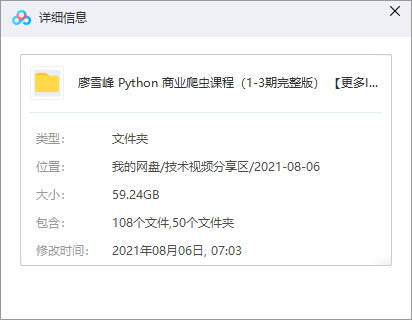 详细信息
廖雪峰 Python 商业爬虫课程（1-3期完整版） 【更多I...
类型： 文件夹
位置： 我的网盘/技术视频分享区/2021-08-06
大小： 59.24GB
包含： 108个文件,50个文件夹
修改时间： 2021年08月06日, 07:03